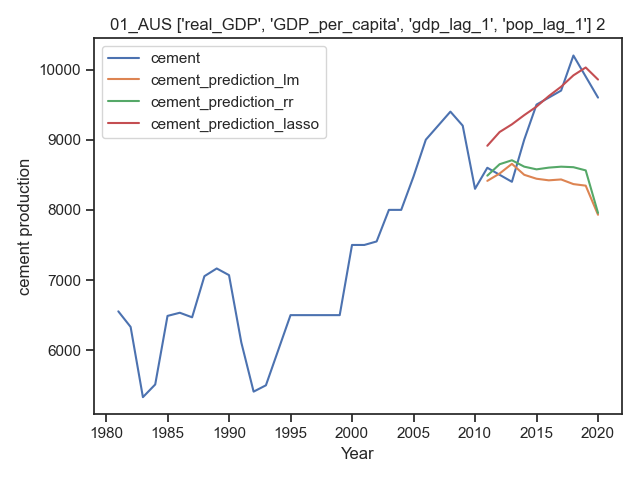 01_AUS ['real_GDP', 'GDP_per_capita', 'gdp_lag_1', 'pop_lag_1'] 2
cement
cement_prediction_lm
cement_prediction_rr
cement_prediction_lasso
10000
9000
8000
7000
6000
cement production
1980
1985
1990
1995
2000
2005
2010
2015
2020
Year